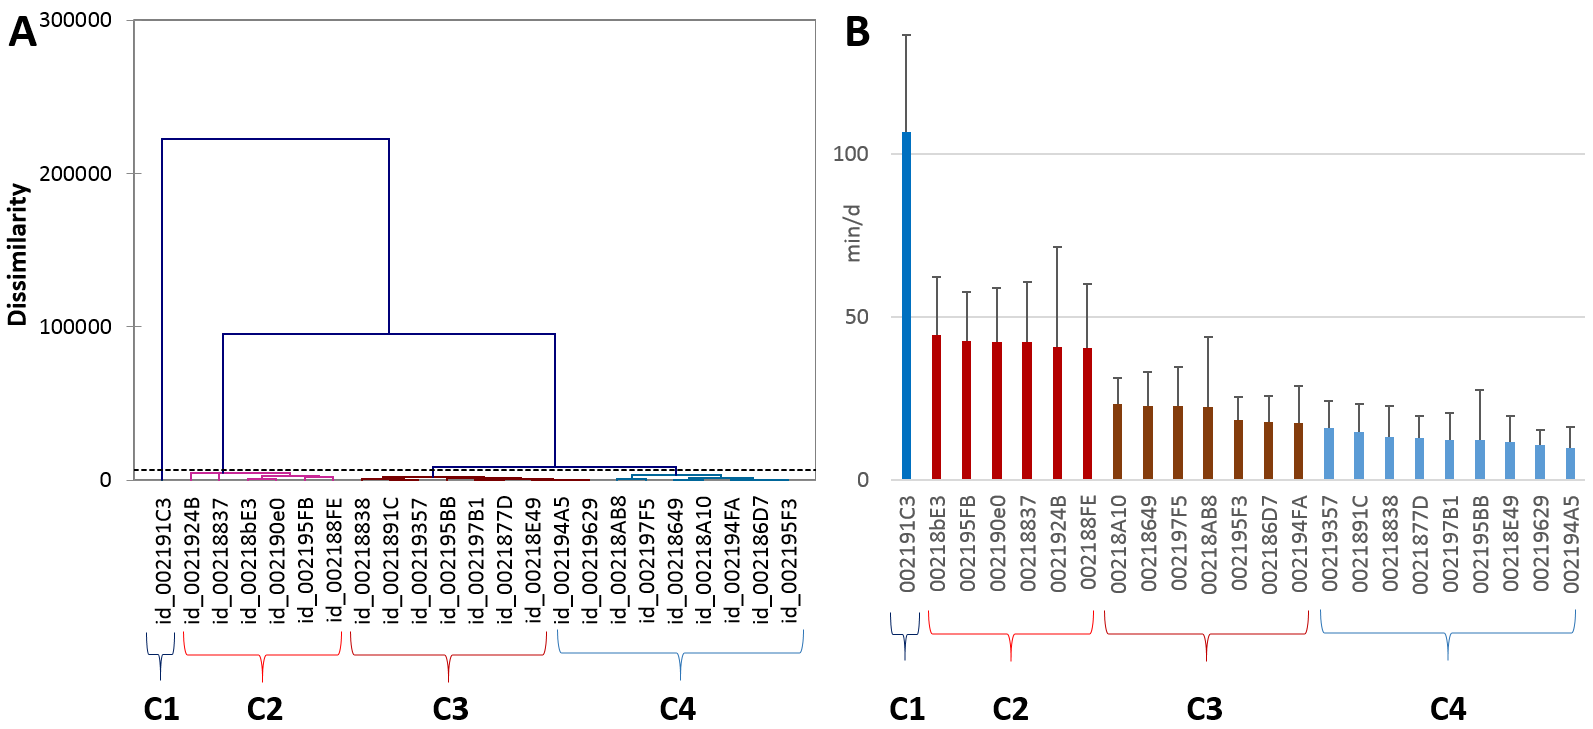 A
300000
200000
100000
0
Dissimilarity
id_002191C3
id_0021924B
id_00218837
id_00218bE3
id_002190e0
id_002195FB
id_002188FE
id_00218838
id_0021891C
id_00219357
id_002195BB
id_002197B1
id_0021877D
id_00218E49
id_002194A5
id_00219629
id_00218AB8
id_002197F5
id_00218649
id_00218A10
id_002194FA
id_002186D7
id_002195F3
C1
C2
C3
C4
B
100
50
0
min/d
002191C3
00218bE3
002195FB
002190e0
00218837
0021924B
002188FE
00218A10
00218649
002197F5
00218AB8
002195F3
002186D7
002194FA
00219357
0021891C
00218838
0021877D
002197B1
002195BB
00218E49
00219629
002194A5
C1
C2
C3
C4